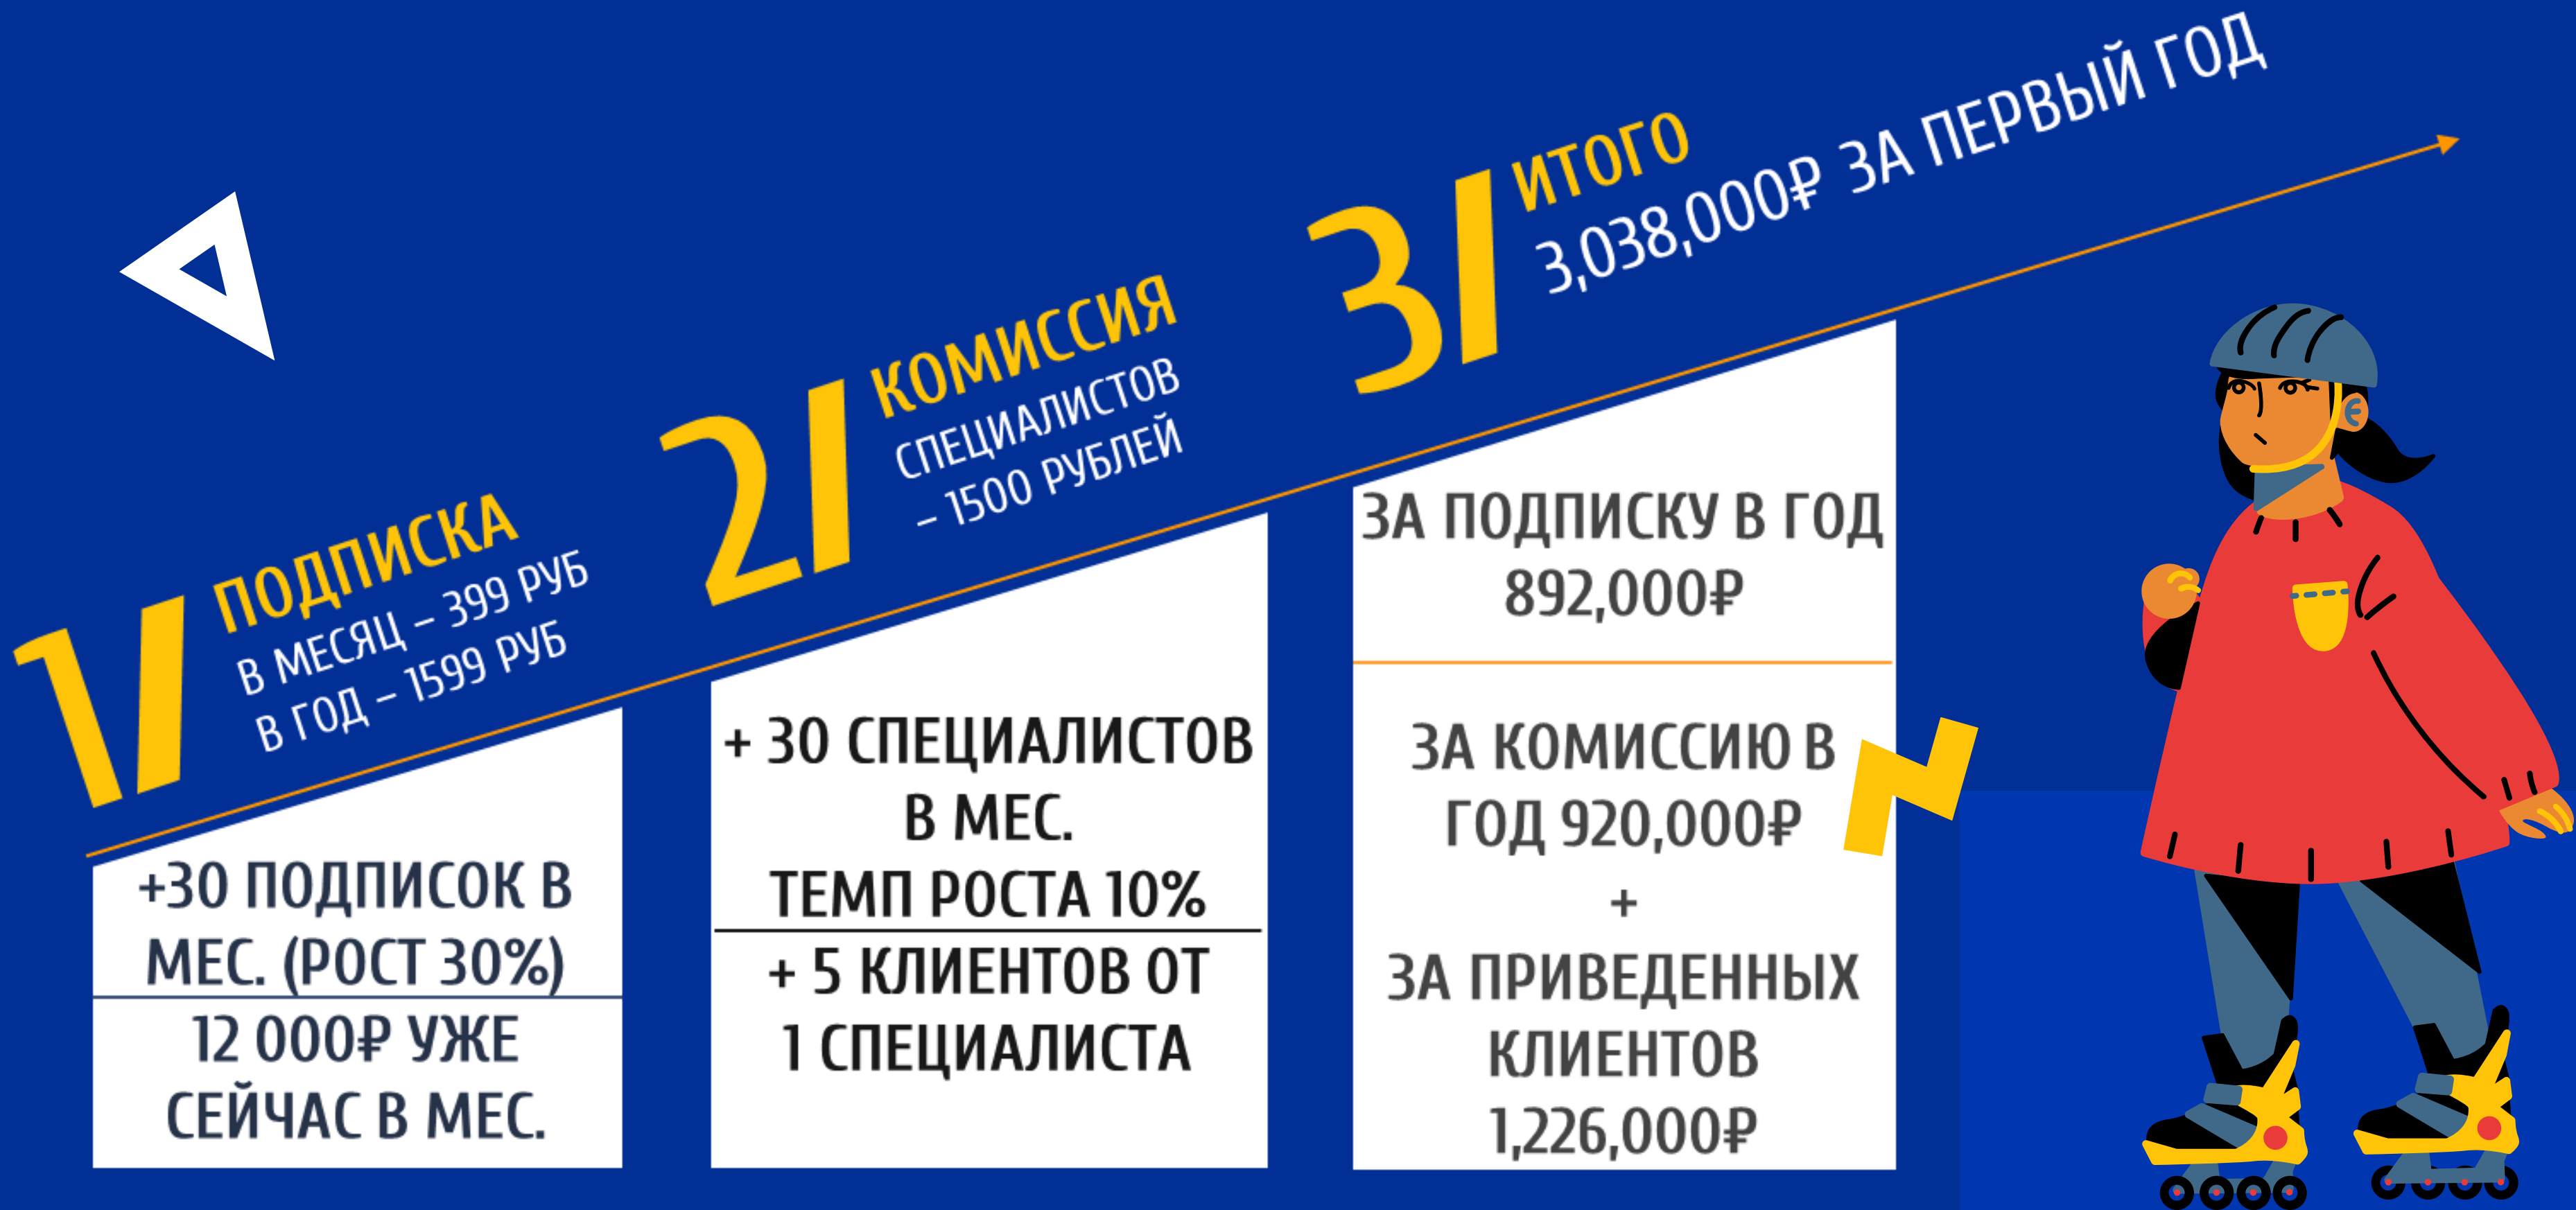 1/
ПОДПИСКА
В МЕСЯЦ – 399 РУБ
В ГОД – 1599 РУБ
+30 ПОДПИСОК В
МЕС. (РОСТ 30%)
12 000₽ УЖЕ
СЕЙЧАС В МЕС.
2/
КОМИССИЯ
СПЕЦИАЛИСТОВ
– 1500 РУБЛЕЙ
+ 30 СПЕЦИАЛИСТОВ
В МЕС.
ТЕМП РОСТА 10%
+ 5 КЛИЕНТОВ ОТ
1 СПЕЦИАЛИСТА
3/
ИТОГО
3,038,000₽ ЗА ПЕРВЫЙ ГОД
ЗА ПОДПИСКУ В ГОД
892,000₽
ЗА КОМИССИЮ В
ГОД 920,000₽
+
ЗА ПРИВЕДЕННЫХ
КЛИЕНТОВ
1,226,000₽